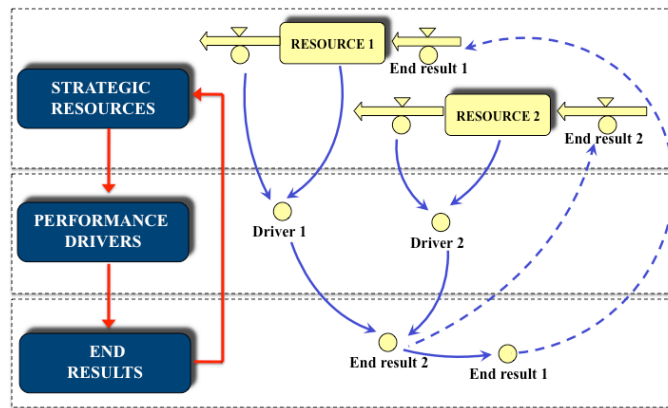 RESOURCE 1
End result 1
STRATEGIC
RESOURCES
RESOURCE 2
End result 2
PERFORMANCE
DRIVERS
Driver 1
Driver 2
END
RESULTS
End result 2
End result 1